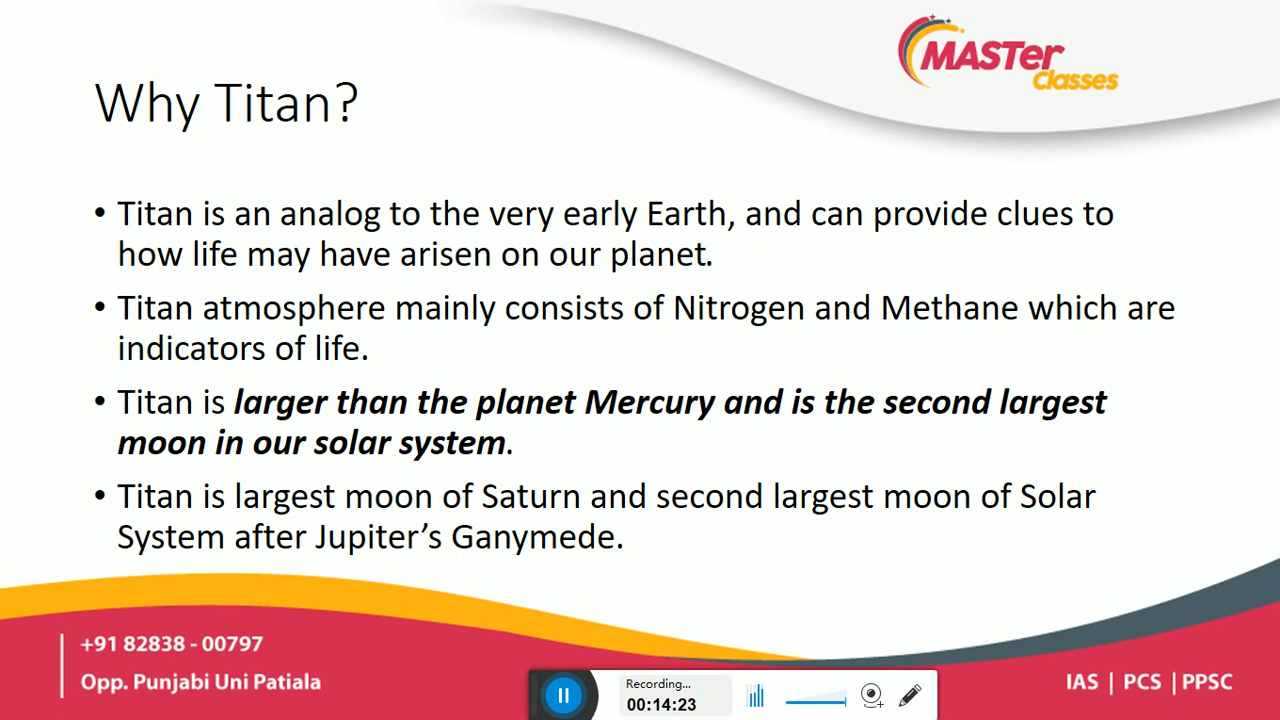 MASTer
Classes
Why Titan?
• Titan is an analog to the very early Earth, and can provide clues to
how life may have arisen on our planet.
• Titan atmosphere mainly consists of Nitrogen and Methane which are
indicators of life.
• Titan is larger than the planet Mercury and is the second largest
moon in our solar system.
• Titan is largest moon of Saturn and second largest moon of Solar
System after Jupiter’s Ganymede.
+91 82838 - 00797
Opp. Punjabi Uni Patiala
Recording...
00:14:23
IAS | PCS | PPSC